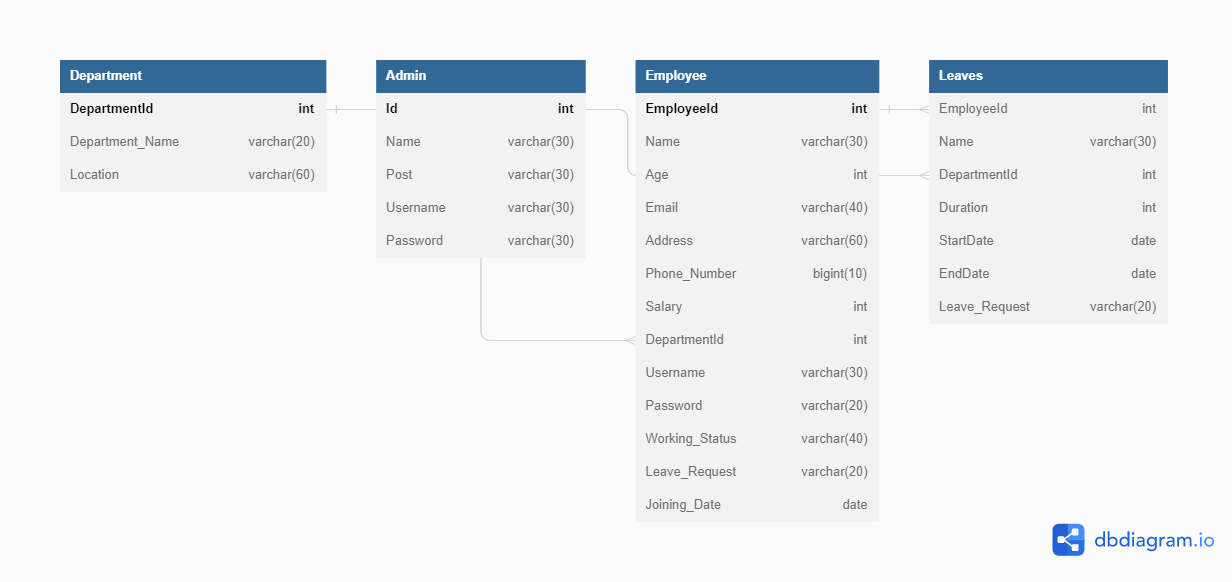 Department
DepartmentId int
Department_Name varchar(20)
Location varchar(60)
Admin
Id int
Name varchar(30)
Post varchar(30)
Username varchar(30)
Password varchar(30)
Employee
EmployeeId int
Name varchar(30)
Age int
Email varchar(40)
Address varchar(60)
Phone_Number bigint(10)
Salary int
DepartmentId int
Username varchar(30)
Password varchar(20)
Working_Status varchar(40)
Leave_Request varchar(20)
Joining_Date date
Leaves
EmployeeId int
Name varchar(30)
DepartmentId int
Duration int
StartDate date
EndDate date
Leave_Request varchar(20)
dbdiagram.io